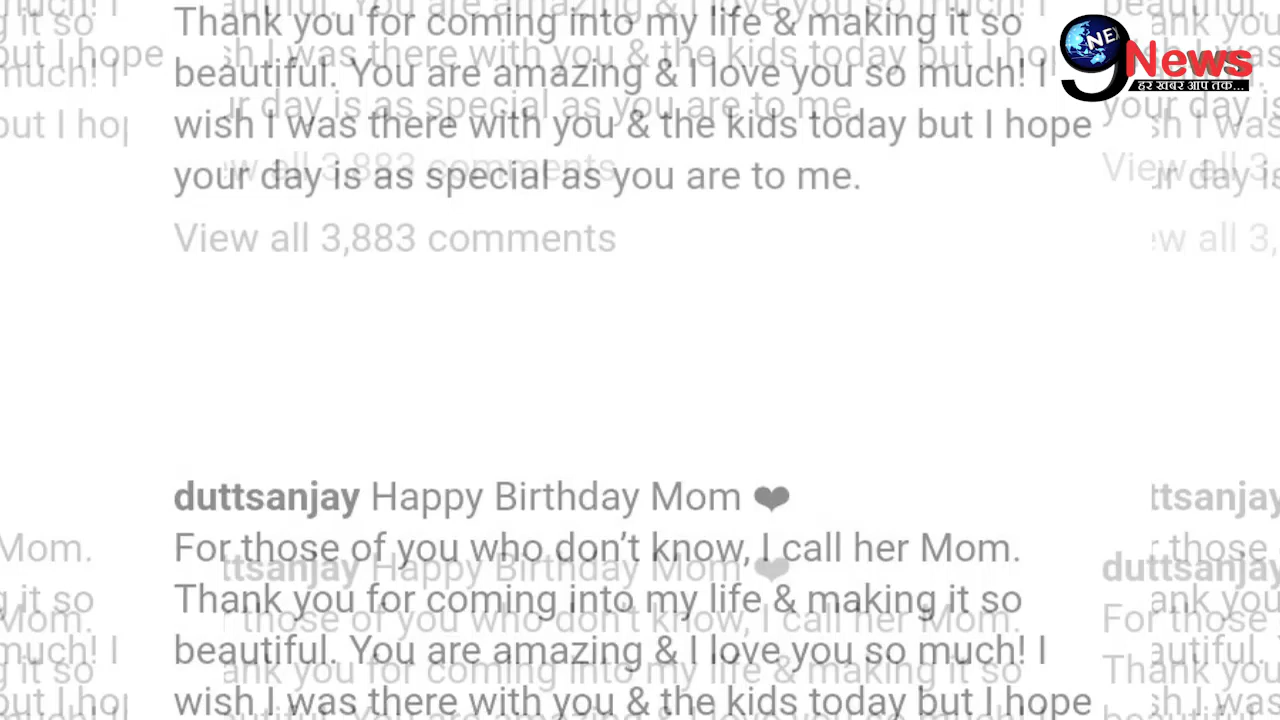 Thank you for coming into my life & making it so
beautiful. You are amazing & I love you so much! I
wish I was there with you & the kids today but I hope
your day is as special as you are to me.
View all 3,883 comments
NEX
9 News
हर खबर आप तक...
duttsanjay Happy Birthday Mom ❤
For those of you who don’t know, I call her Mom.
Thank you for coming into my life & making it so
beautiful. You are amazing & I love you so much! I
wish I was there with you & the kids today but I hope